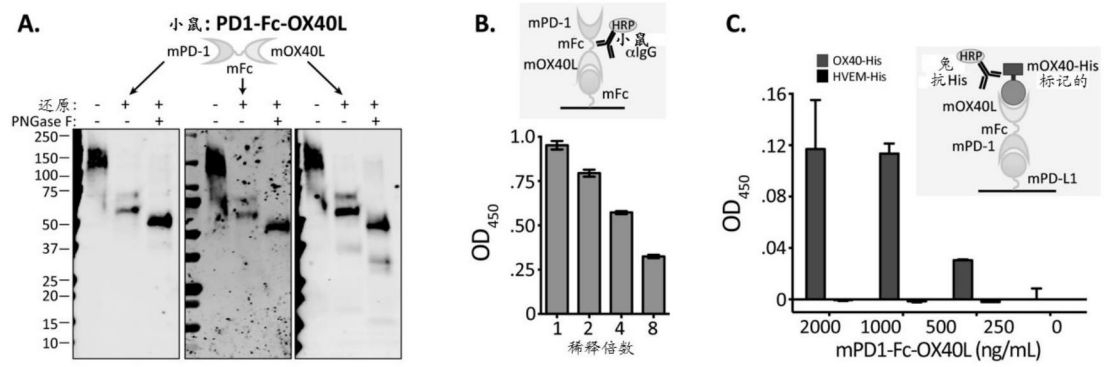 A.
小鼠: PD1-Fc-OX40L
mPD-1
mOX40L
mFc
还原: - + + - + + - + +
PNGase F: - - + - - + - - +
250
150
100
75
50
37
25
20
15
10
B.
mPD-1
mFc
mOX40L
mFc
HRP
小鼠
αIgG
OD450
1.0
.75
.50
.25
0
1 2 4 8
稀释倍数
C.
OX40-His
HVEM-His
HRP
兔
抗His
mOX40-His
标记的
mOX40L
mFc
mPD-1
mPD-L1
OD450
.16
.12
.08
.04
0
2000 1000 500 250 0
mPD1-Fc-OX40L (ng/mL)